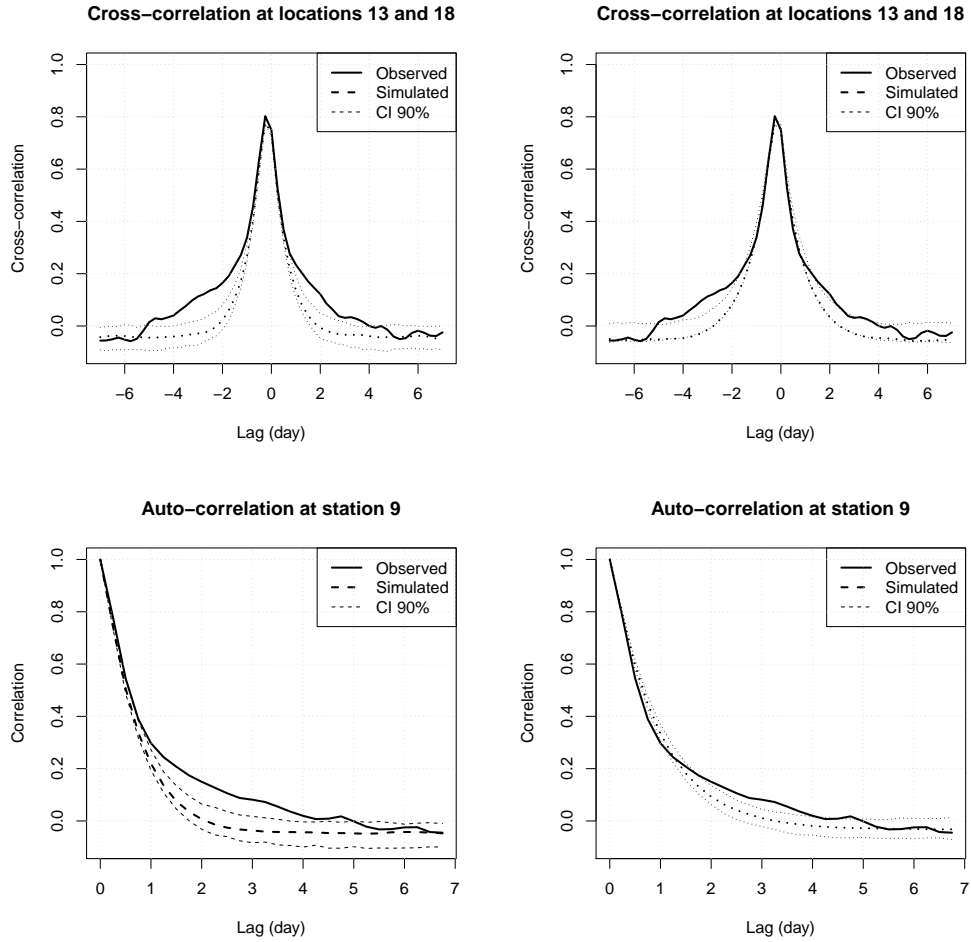 Cross−correlation at locations 13 and 18
Cross−correlation
1.0
0.8
0.6
0.4
0.2
0.0
Observed
Simulated
CI 90%
−6 −4 −2 0 2 4 6
Lag (day)
Cross−correlation at locations 13 and 18
Cross−correlation
1.0
0.8
0.6
0.4
0.2
0.0
Observed
Simulated
CI 90%
−6 −4 −2 0 2 4 6
Lag (day)
Auto−correlation at station 9
Correlation
1.0
0.8
0.6
0.4
0.2
0.0
Observed
Simulated
CI 90%
0 1 2 3 4 5 6 7
Lag (day)
Auto−correlation at station 9
Correlation
1.0
0.8
0.6
0.4
0.2
0.0
Observed
Simulated
CI 90%
0 1 2 3 4 5 6 7
Lag (day)